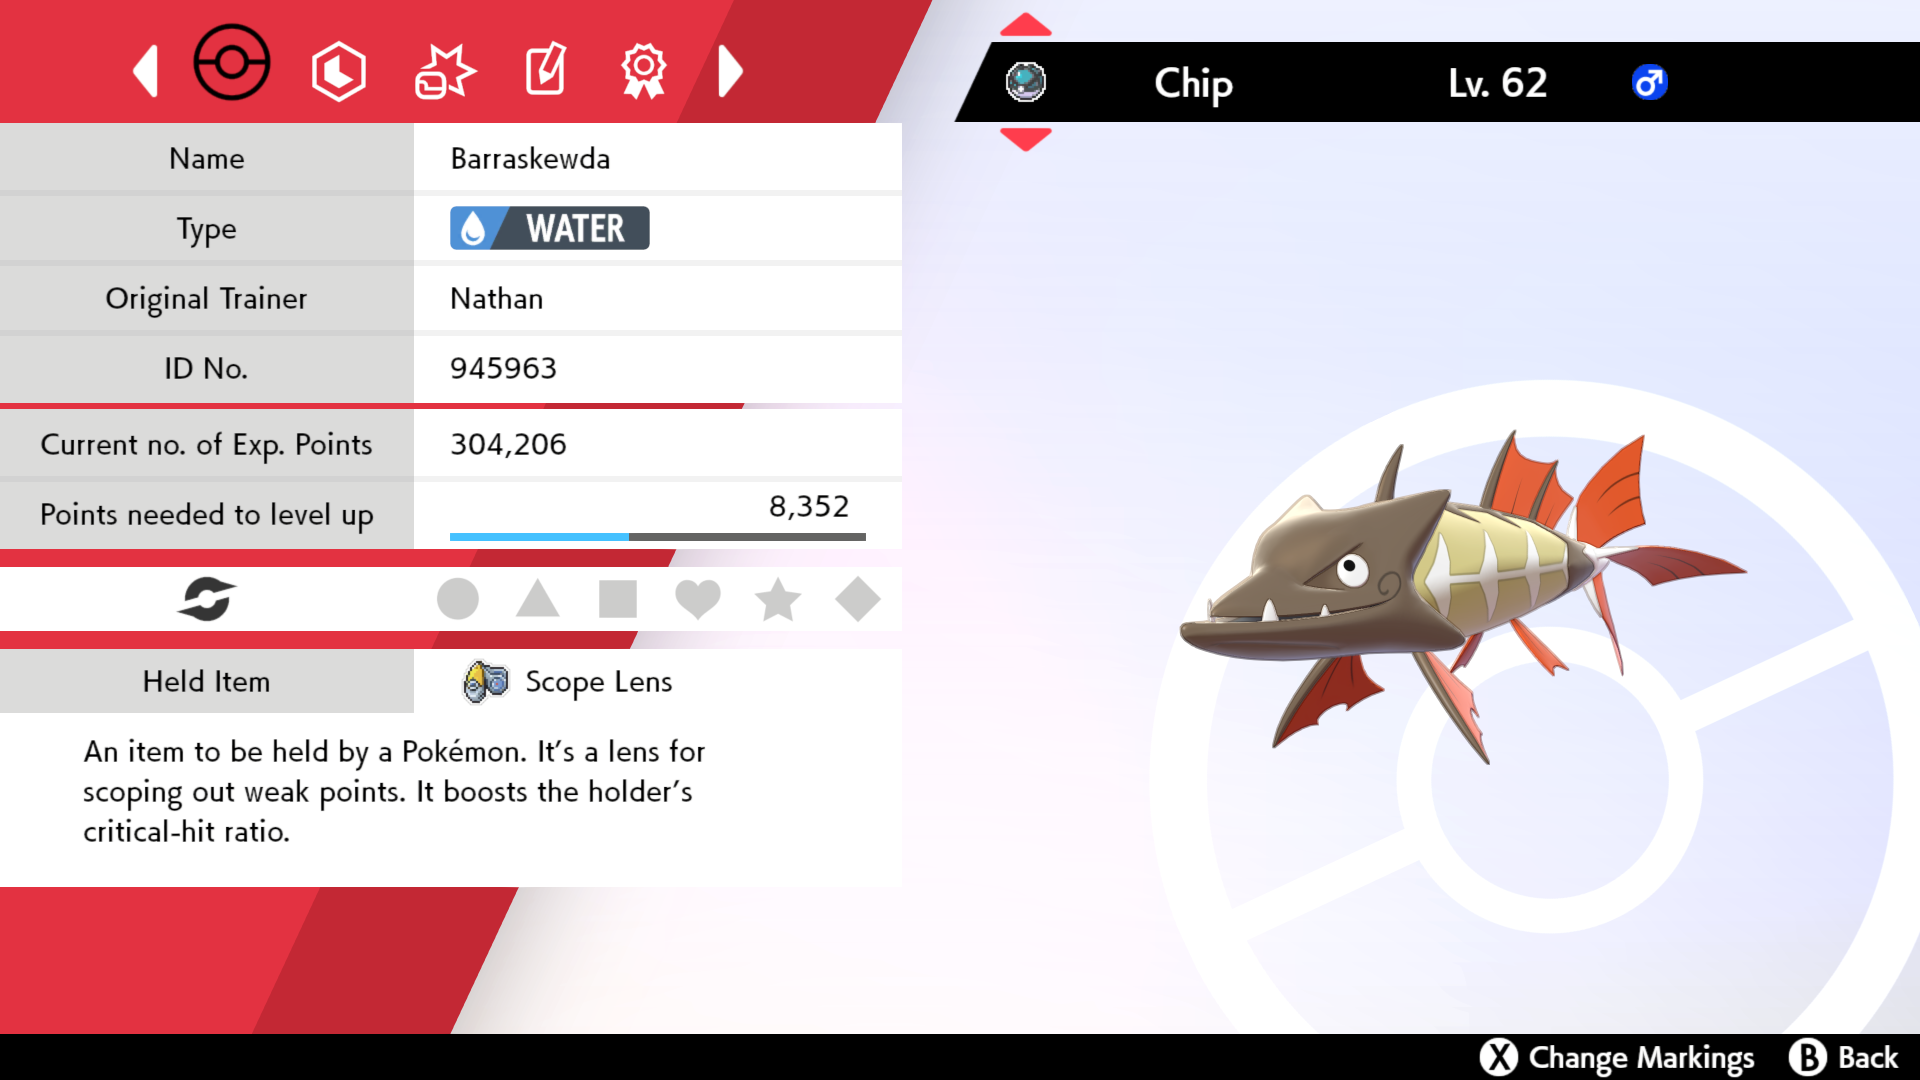 Chip Lv. 62
Name Barraskewda
Type WATER
Original Trainer Nathan
ID No. 945963
Current no. of Exp. Points 304,206
Points needed to level up 8,352
Held Item Scope Lens
An item to be held by a Pokémon. It's a lens for
scoping out weak points. It boosts the holder's
critical-hit ratio.
X Change Markings B Back